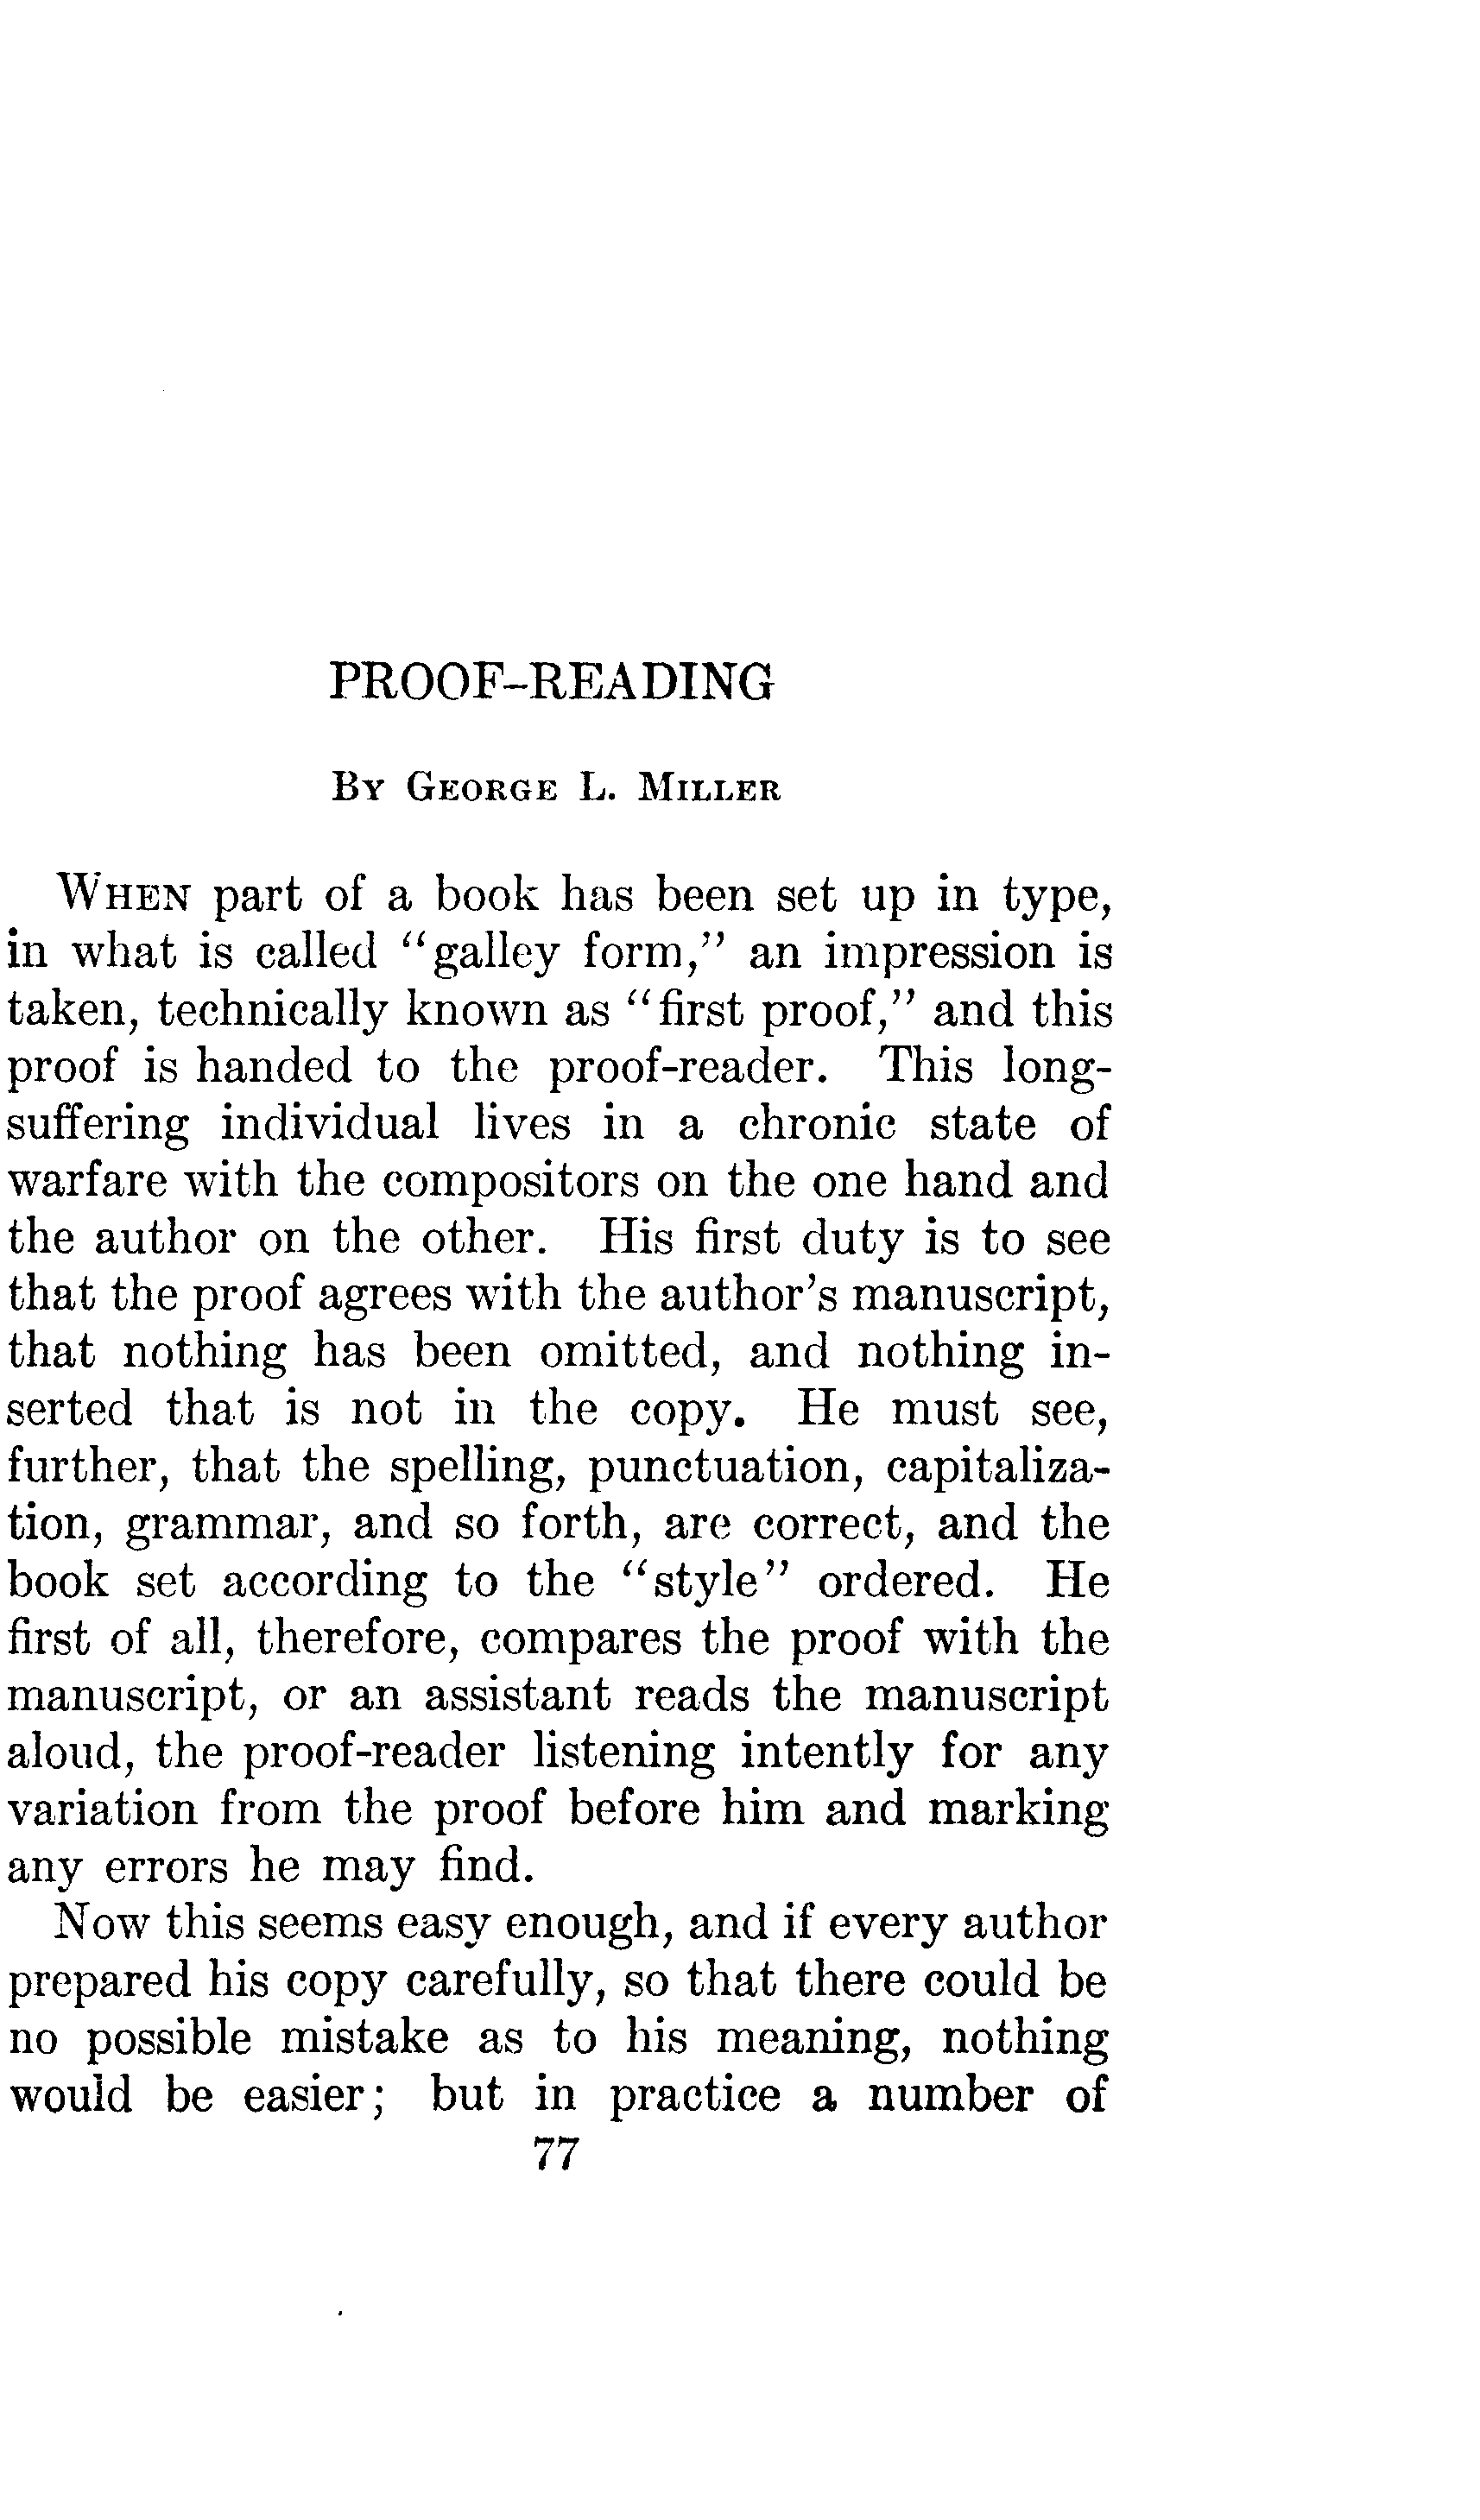 PROOF-READING
By George L. Miller
When part of a book has been set up in type,
in what is called "galley form," an impression is
taken, technically known as "first proof," and this
proof is handed to the proof-reader. This long-
suffering individual lives in a chronic state of
warfare with the compositors on the one hand and
the author on the other. His first duty is to see
that the proof agrees with the author's manuscript,
that nothing has been omitted, and nothing in-
serted that is not in the copy. He must see,
further, that the spelling, punctuation, capitaliza-
tion, grammar, and so forth, are correct, and the
book set according to the "style" ordered. He
first of all, therefore, compares the proof with the
manuscript, or an assistant reads the manuscript
aloud, the proof-reader listening intently for any
variation from the proof before him and marking
any errors he may find.
Now this seems easy enough, and if every author
prepared his copy carefully, so that there could be
no possible mistake as to his meaning, nothing
would be easier; but in practice a number of
77